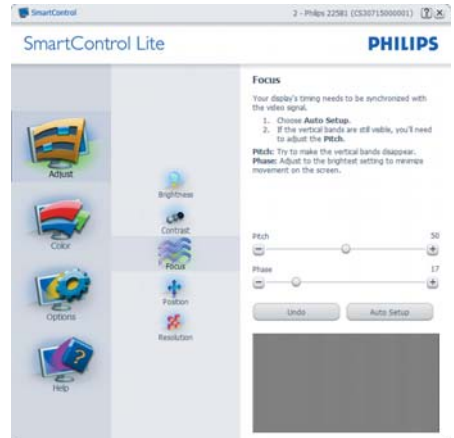 SmartControl
2 - Philips 225B1 (CS30715000001)
SmartControl Lite
PHILIPS
Adjust
Color
Options
Help
Brightness
Contrast
Focus
Position
Resolution
Focus
Your display's timing needs to be synchronized with
the video signal.
1. Choose Auto Setup.
2. If the vertical bands are still visible, you'll need
to adjust the Pitch.
Pitch: Try to make the vertical bands disappear.
Phase: Adjust to the brightest setting to minimize
movement on the screen.
Pitch 50
Phase 17
Undo Auto Setup